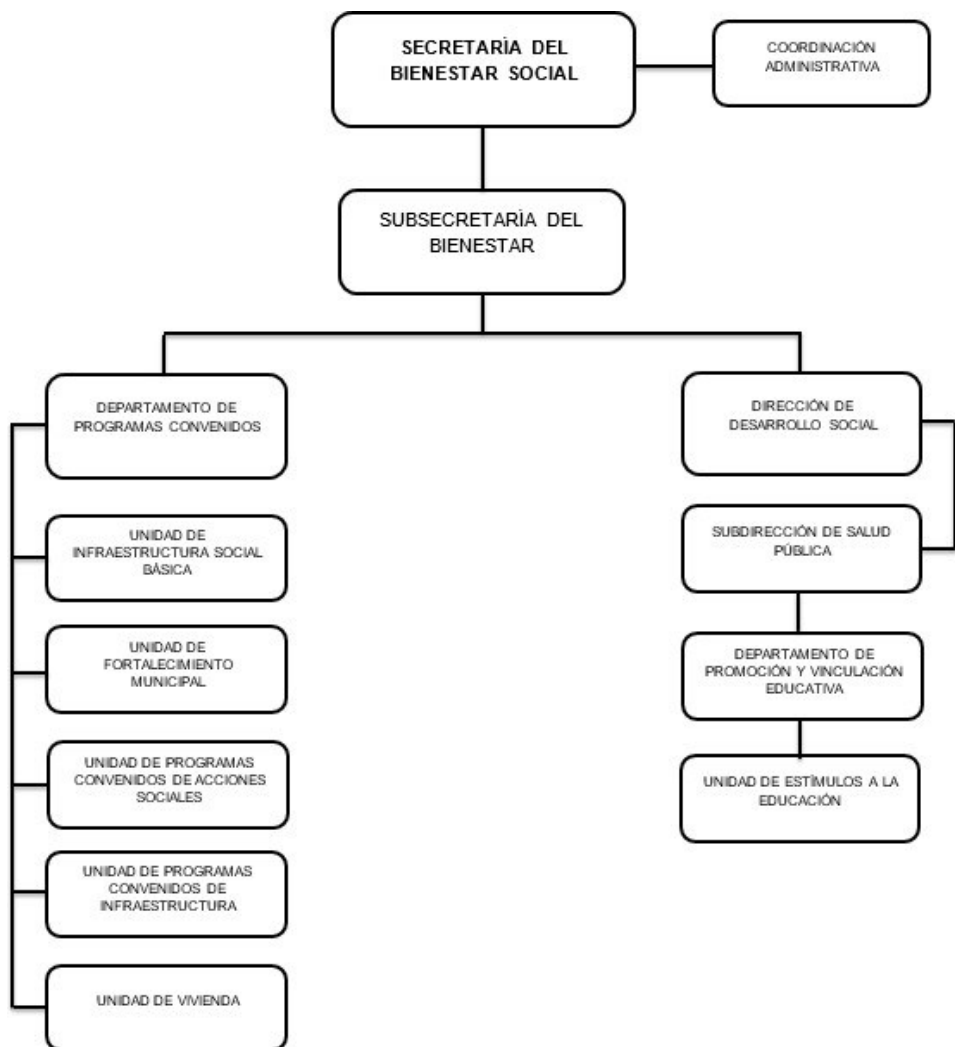 SECRETARÌA DEL
BIENESTAR SOCIAL
COORDINACIÓN
ADMINISTRATIVA
SUBSECRETARÌA DEL
BIENESTAR
DEPARTAMENTO DE
PROGRAMAS CONVENIDOS
UNIDAD DE
INFRAESTRUCTURA SOCIAL
BÁSICA
UNIDAD DE
FORTALECIMIENTO
MUNICIPAL
UNIDAD DE PROGRAMAS
CONVENIDOS DE ACCIONES
SOCIALES
UNIDAD DE PROGRAMAS
CONVENIDOS DE
INFRAESTRUCTURA
UNIDAD DE VIVIENDA
DIRECCIÓN DE
DESARROLLO SOCIAL
SUBDIRECCIÓN DE SALUD
PÚBLICA
DEPARTAMENTO DE
PROMOCIÓN Y VINCULACIÓN
EDUCATIVA
UNIDAD DE ESTÍMULOS A LA
EDUCACIÓN